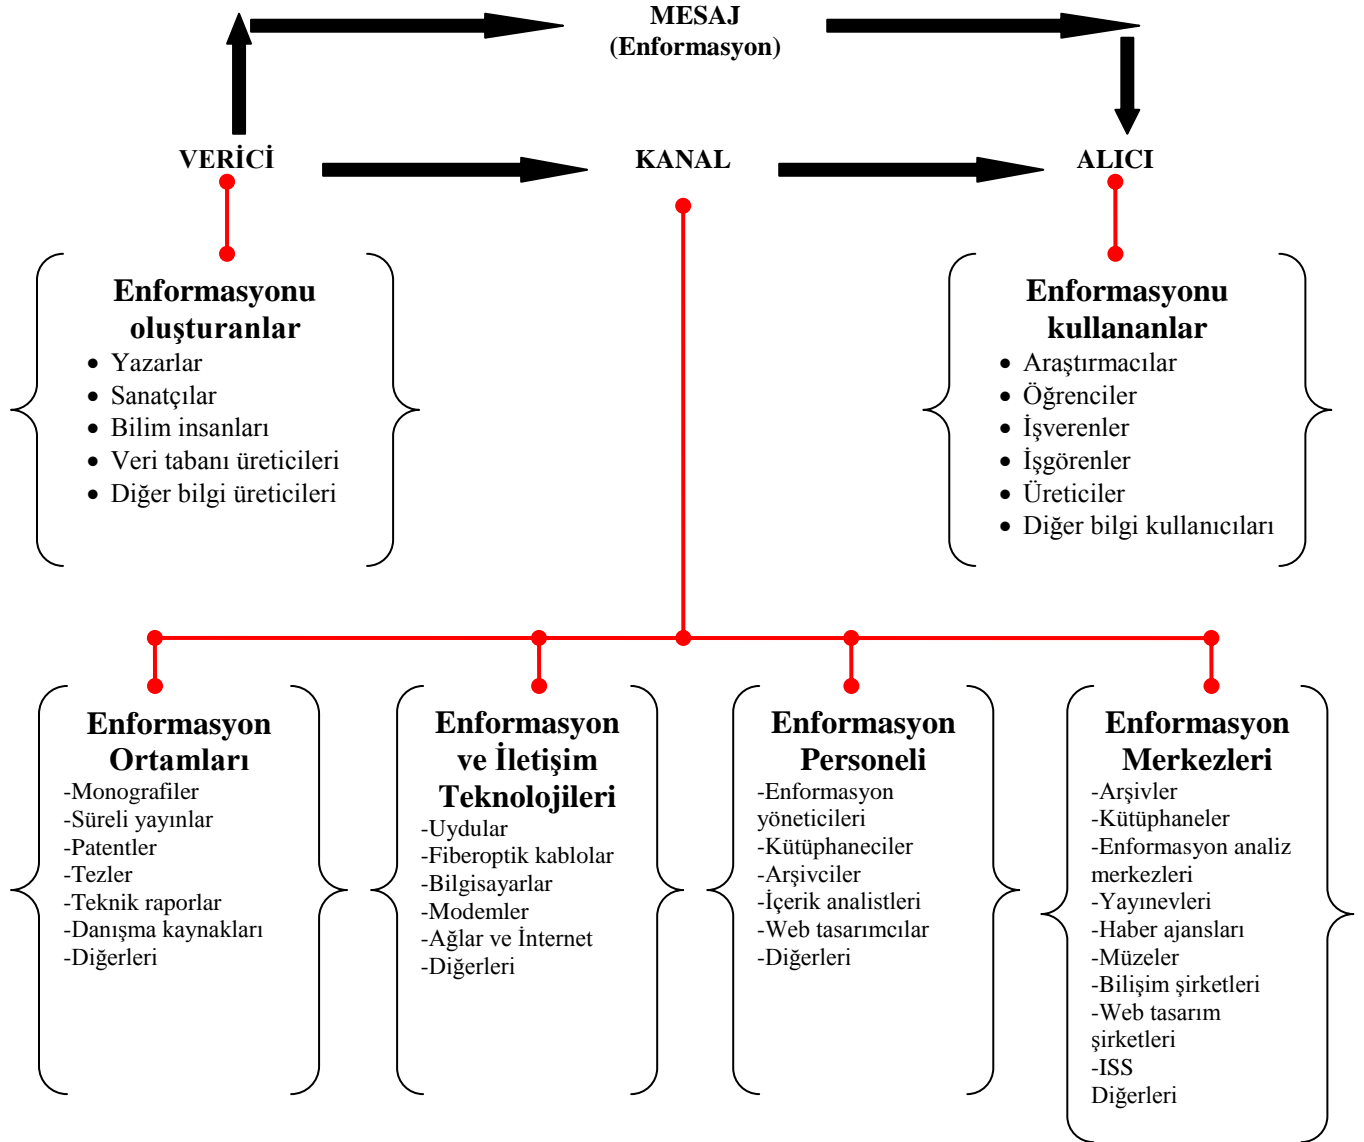 MESAJ
(Enformasyon)
VERİCİ
KANAL
ALICI
Enformasyonu
oluşturanlar
• Yazarlar
• Sanatçılar
• Bilim insanları
• Veri tabanı üreticileri
• Diğer bilgi üreticileri
Enformasyonu
kullananlar
• Araştırmacılar
• Öğrenciler
• İşverenler
• İşgörenler
• Üreticiler
• Diğer bilgi kullanıcıları
Enformasyon
Ortamları
-Monografiler
-Süreli yayınlar
-Patentler
-Tezler
-Teknik raporlar
-Danışma kaynakları
-Diğerleri
Enformasyon
ve İletişim
Teknolojileri
-Uydular
-Fiberoptik kablolar
-Bilgisayarlar
-Modemler
-Ağlar ve İnternet
-Diğerleri
Enformasyon
Personeli
-Enformasyon
yöneticileri
-Kütüphaneciler
-Arşivciler
-İçerik analistleri
-Web tasarımcılar
-Diğerleri
Enformasyon
Merkezleri
-Arşivler
-Kütüphaneler
-Enformasyon analiz
merkezleri
-Yayınevleri
-Haber ajansları
-Müzeler
-Bilişim şirketleri
-Web tasarım
şirketleri
-ISS
Diğerleri